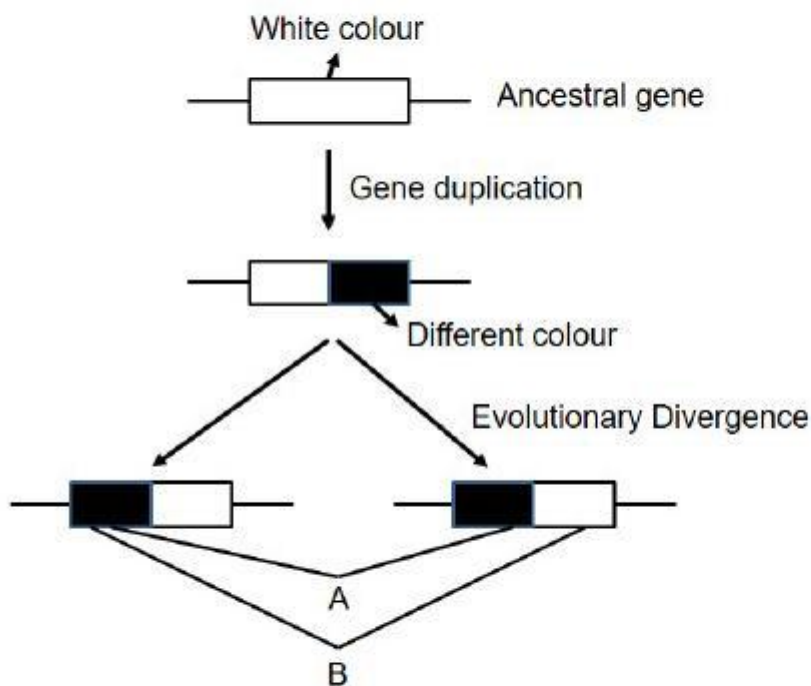 White colour
Ancestral gene
Gene duplication
Different colour
Evolutionary Divergence
A
B